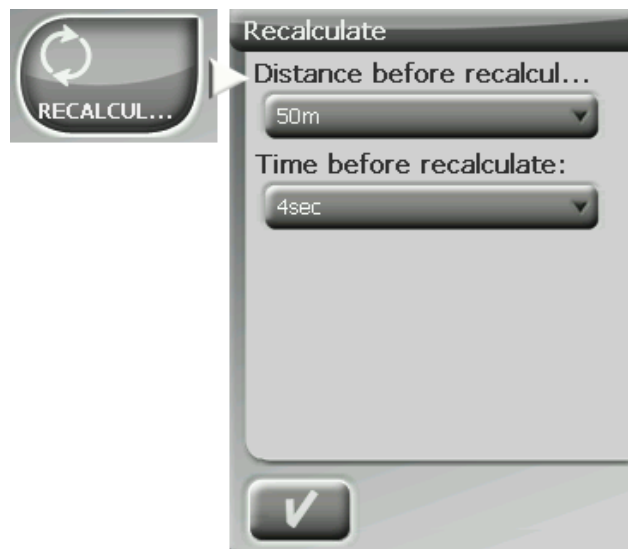 RECALCUL...
Recalculate
Distance before recalcul...
50m
Time before recalculate:
4sec